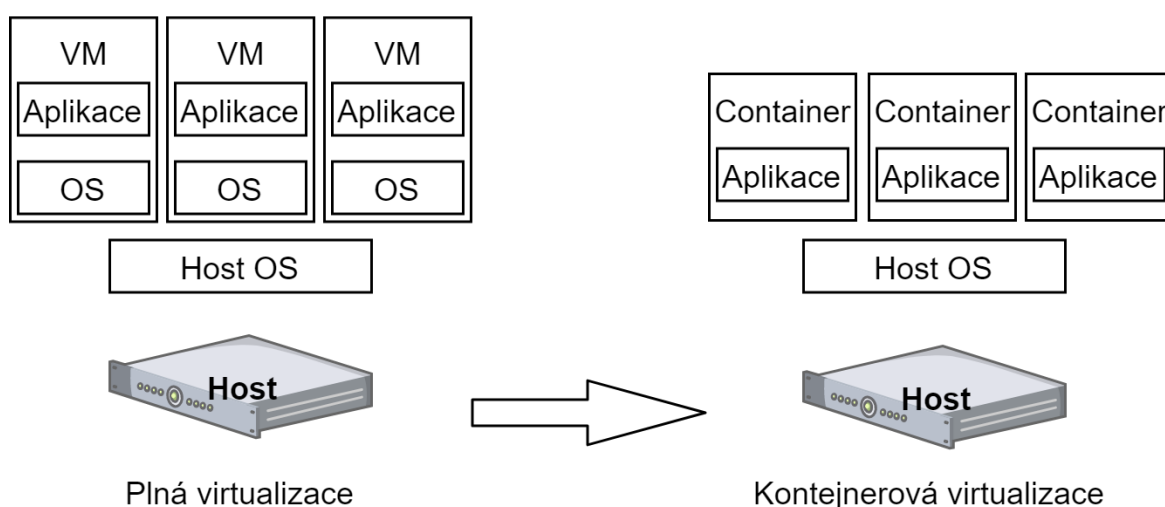 VM VM VM
Aplikace Aplikace Aplikace
OS OS OS
Host OS
Host
Plná virtualizace
Container Container Container
Aplikace Aplikace Aplikace
Host OS
Host
Kontejnerová virtualizace